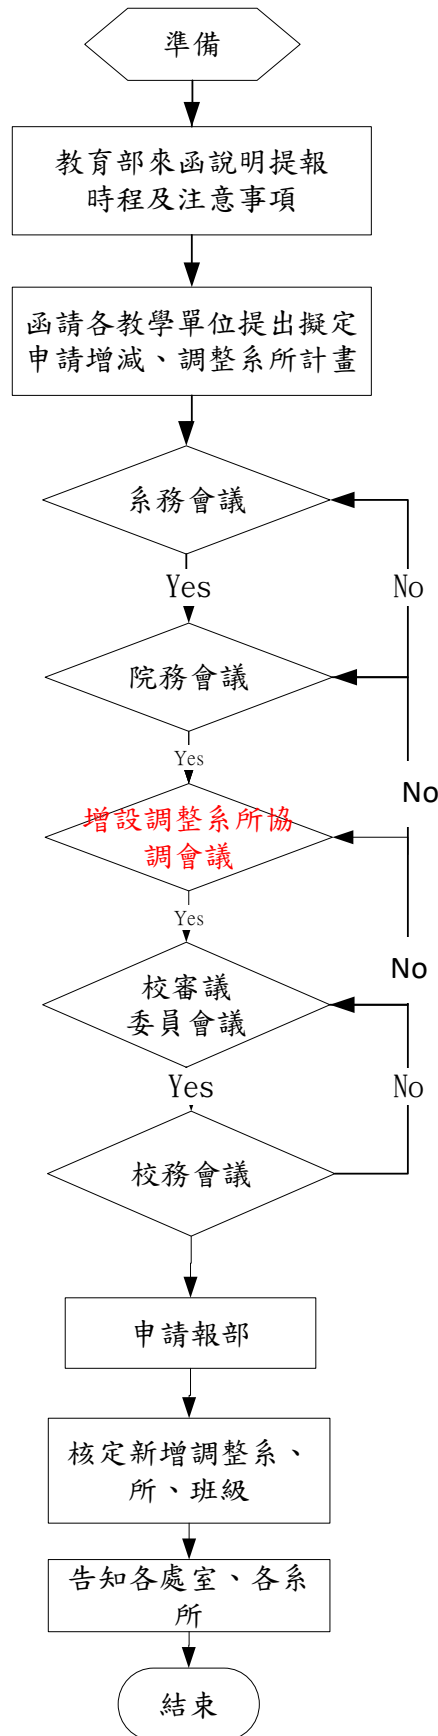 準備
教育部來函說明提報
時程及注意事項
函請各教學單位提出擬定
申請增減、調整系所計畫
系務會議
Yes
No
院務會議
Yes
No
增設調整系所協
調會議
Yes
No
校審議
委員會議
Yes
No
校務會議
申請報部
核定新增調整系、
所、班級
告知各處室、各系
所
結束